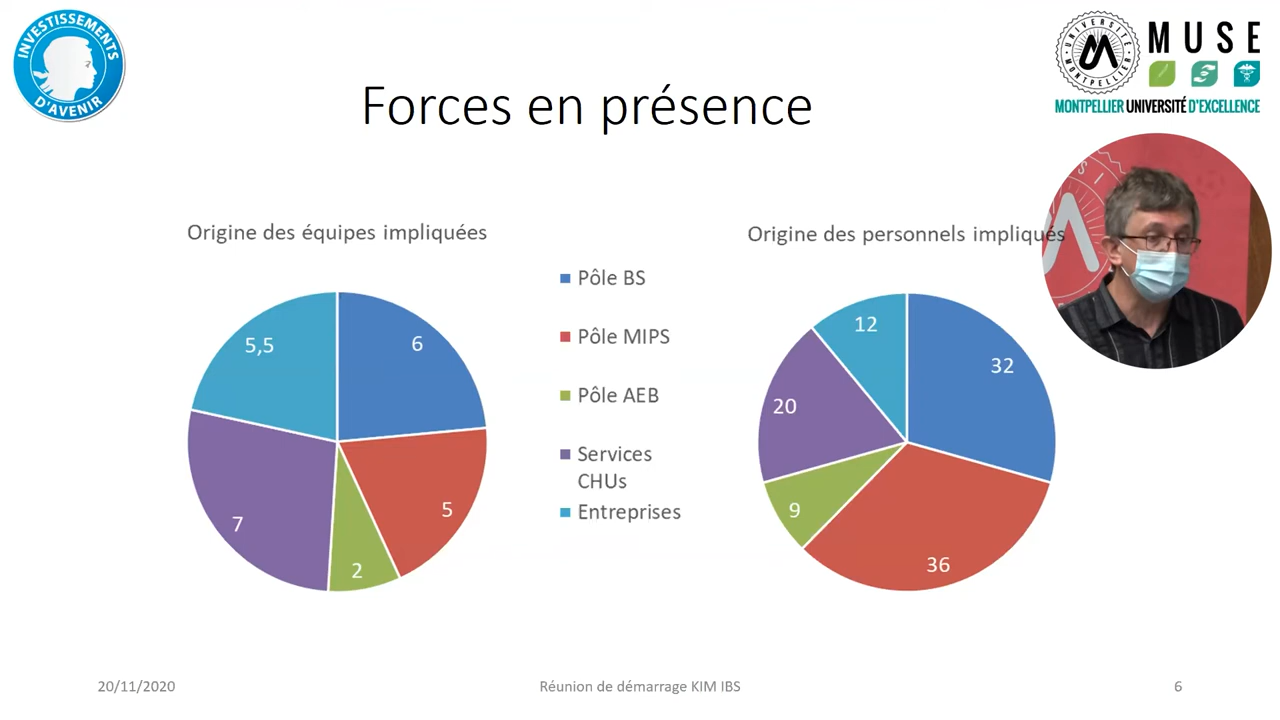 INVESTISSEMENTS
D'AVENIR
UNIVERSITÉ
MONTPELLIER
MUSE
MONTPELLIER UNIVERSITÉ D'EXCELLENCE
Forces en présence
Origine des équipes impliquées
5,5
6
5
2
7
Pôle BS
Pôle MIPS
Pôle AEB
Services
CHUs
Entreprises
Origine des personnels impliqués
12
32
20
9
36
20/11/2020
Réunion de démarrage KIM IBS
6